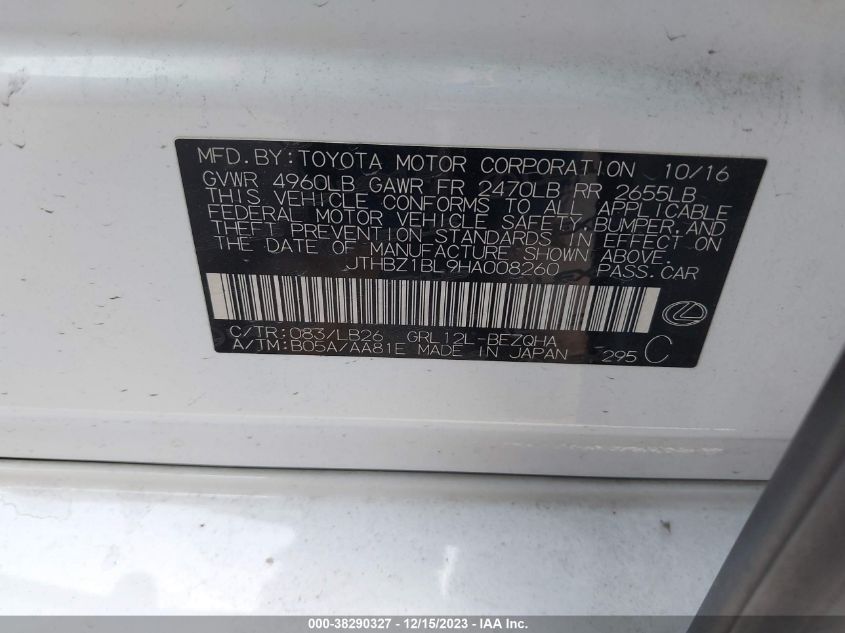 MFD.BY:TOYOTA MOTOR CORPORATION 10/16
GVWR 4960LB GAWR FR 2470LB RR 2655LB
THIS VEHICLE CONFORMS TO ALL APPLICABLE
FEDERAL MOTOR VEHICLE SAFETY,BUMPER,AND
THEFT PREVENTION STANDARDS IN EFFECT ON
THE DATE OF MANUFACTURE SHOWN ABOVE.
JTHBZ1BL9HA008260 PASS.CAR
C/TR:083/LB26 GRL12L-BEZQHA
A/TM:B05A/AA81E MADE IN JAPAN 295 C
000-38290327 - 12/15/2023 - IAA Inc.